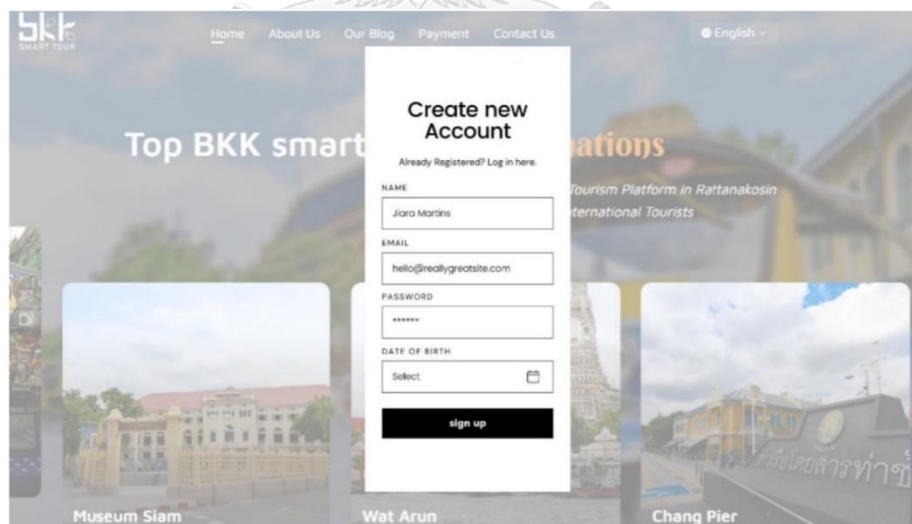 bkk
SMART TOUR
Home About Us Our Blog Payment Contact Us English
Create new
Account
Already Registered? Log in here.
NAME
Jiara Martins
EMAIL
hello@reallygreatsite.com
PASSWORD
******
DATE OF BIRTH
Select
sign up
Top BKK smart
Tourism Platform in Rattanakosin
ternational Tourists
Museum Siam
Wat Arun
Chang Pier